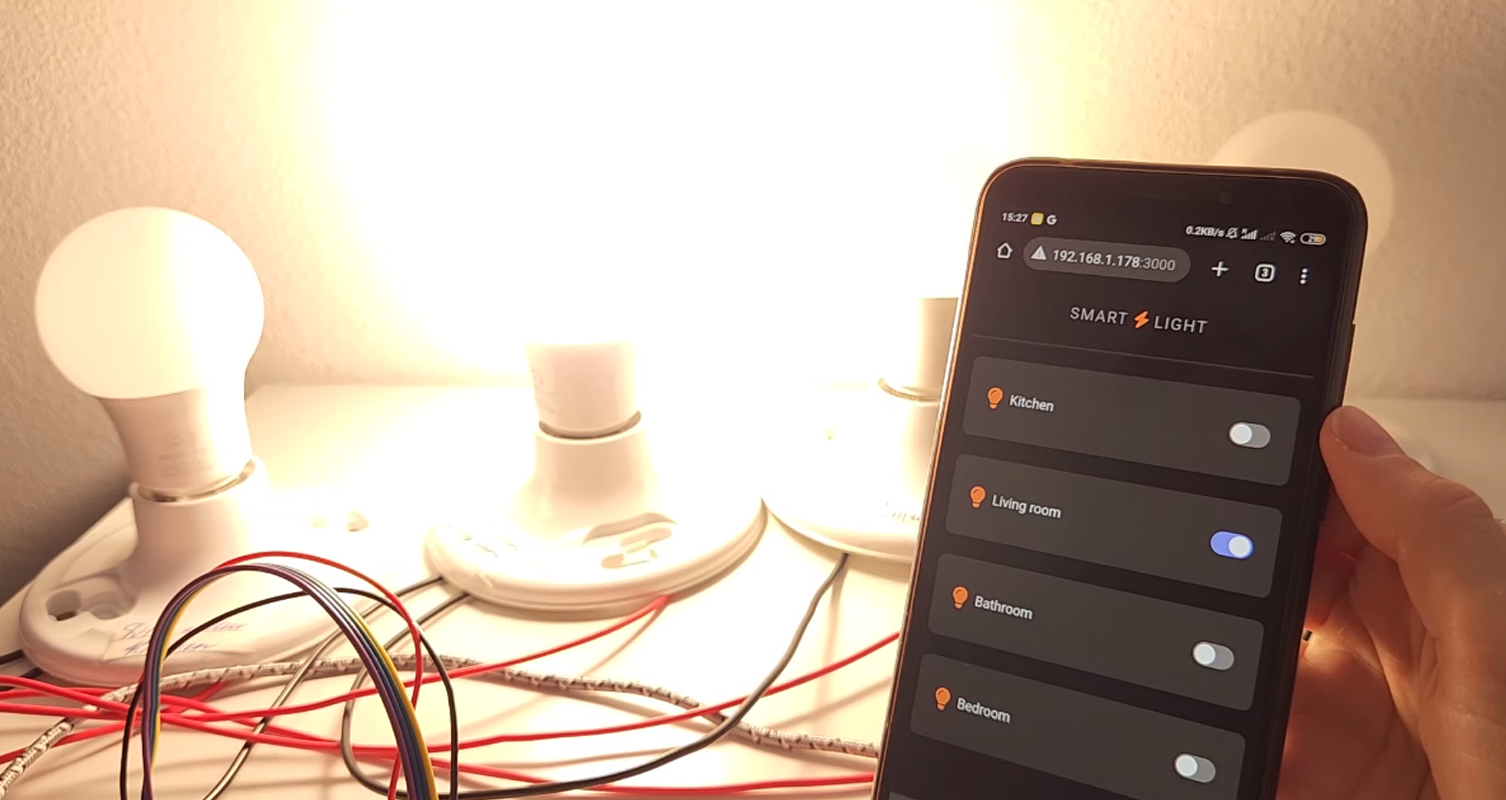 15:27 G 0.2KB/s
192.168.1.178:3000 3
SMART LIGHT
Kitchen
Living room
Bathroom
Bedroom